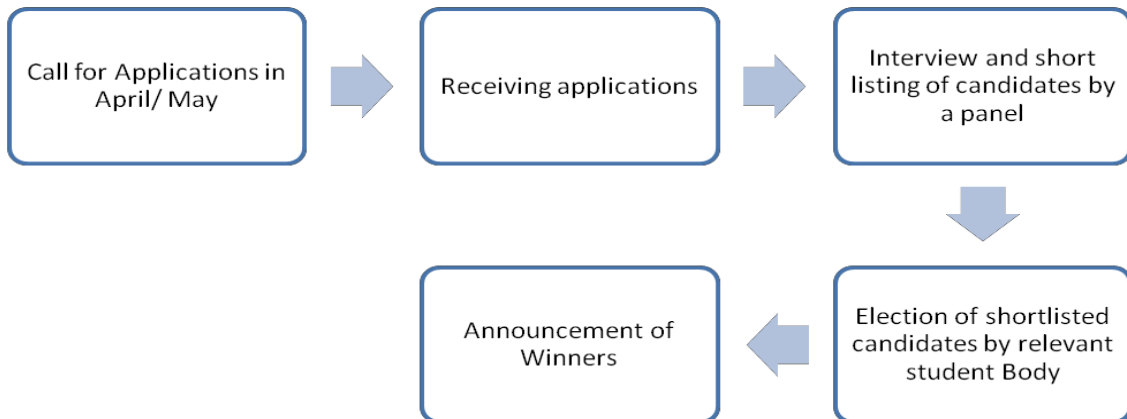 Call for Applications in
April/ May
Receiving applications
Interview and short
listing of candidates by
a panel
Election of shortlisted
candidates by relevant
student Body
Announcement of
Winners